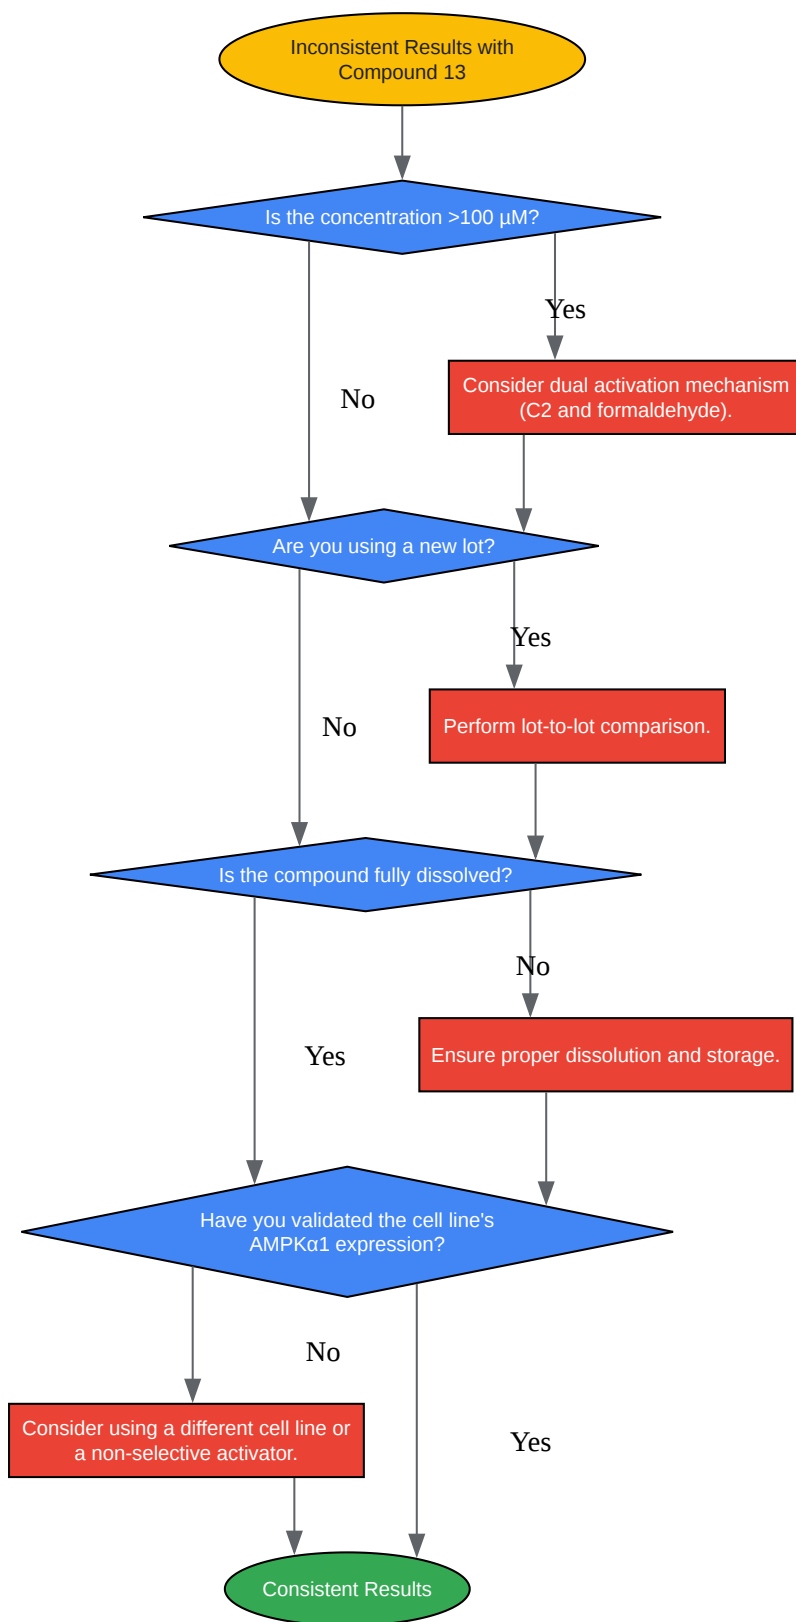 Inconsistent Results with
Compound 13
Is the concentration >100 µM?
Yes
No
Consider dual activation mechanism
(C2 and formaldehyde).
Are you using a new lot?
Yes
No
Perform lot-to-lot comparison.
Is the compound fully dissolved?
No
Yes
Ensure proper dissolution and storage.
Have you validated the cell line's
AMPKα1 expression?
No
Yes
Consider using a different cell line or
a non-selective activator.
Consistent Results